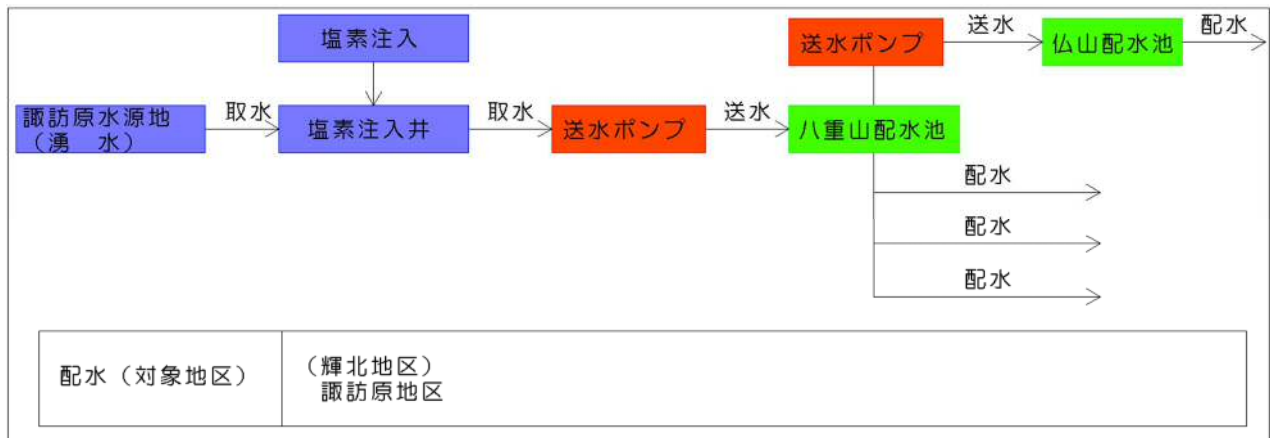 塩素注入
送水ポンプ
送水
仏山配水池
配水
諏訪原水源地
（湧　水）
取水
塩素注入井
取水
送水ポンプ
送水
八重山配水池
配水
配水
配水
配水（対象地区）
（輝北地区）
諏訪原地区